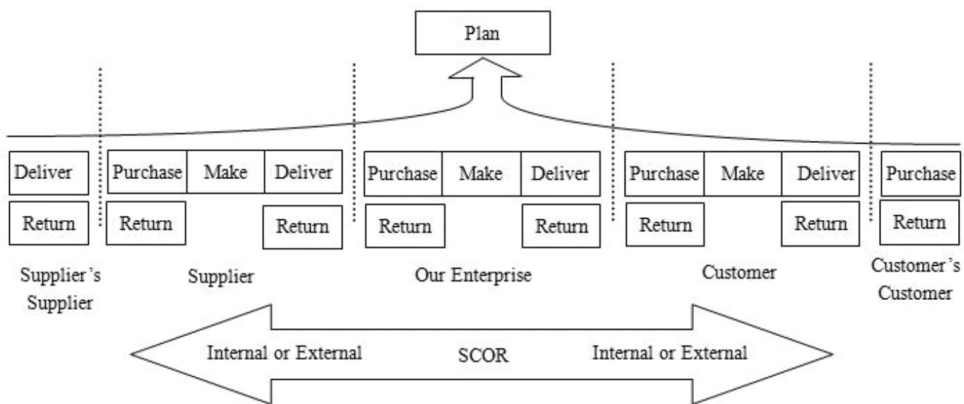 Plan
Deliver Purchase Make Deliver Purchase Make Deliver Purchase Make Deliver Purchase
Return Return Return Return Return Return Return Return
Supplier’s
Supplier
Supplier
Our Enterprise
Customer
Customer’s
Customer
Internal or External SCOR Internal or External